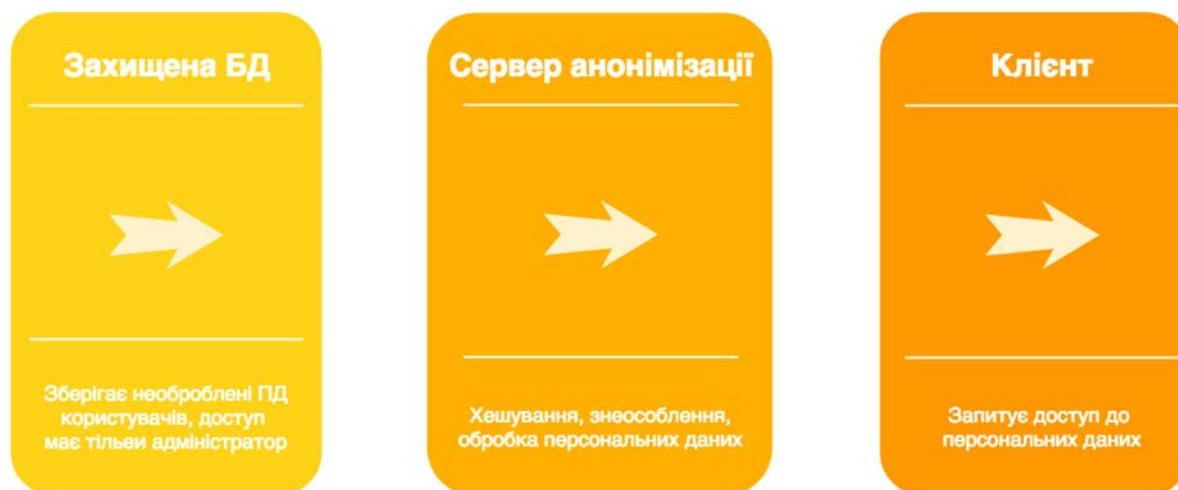 Захищена БД
Зберігає необроблені ПД
користувачів, доступ
має тільеи адміністратор
Сервер анонімізації
Хешування, знеособлення,
обробка персональних даних
Клієнт
Запитує доступ до
персональних даних